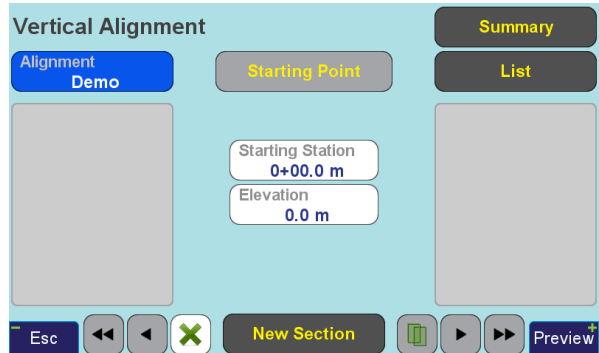 Vertical Alignment
Summary
Alignment
Demo
Starting Point
List
Starting Station
0+00.0 m
Elevation
0.0 m
Esc
New Section
Preview